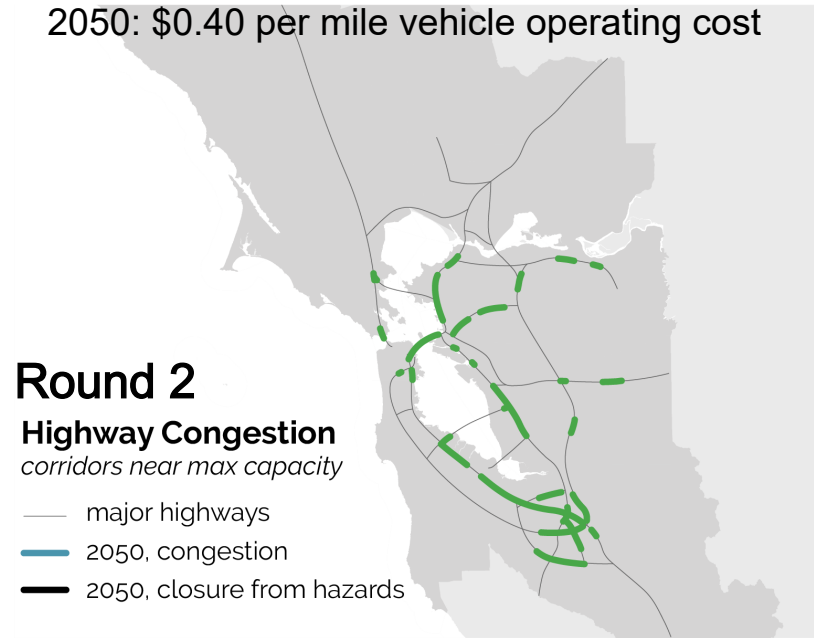 2050: $0.40 per mile vehicle operating cost
Round 2
Highway Congestion
corridors near max capacity
major highways
2050, congestion
2050, closure from hazards